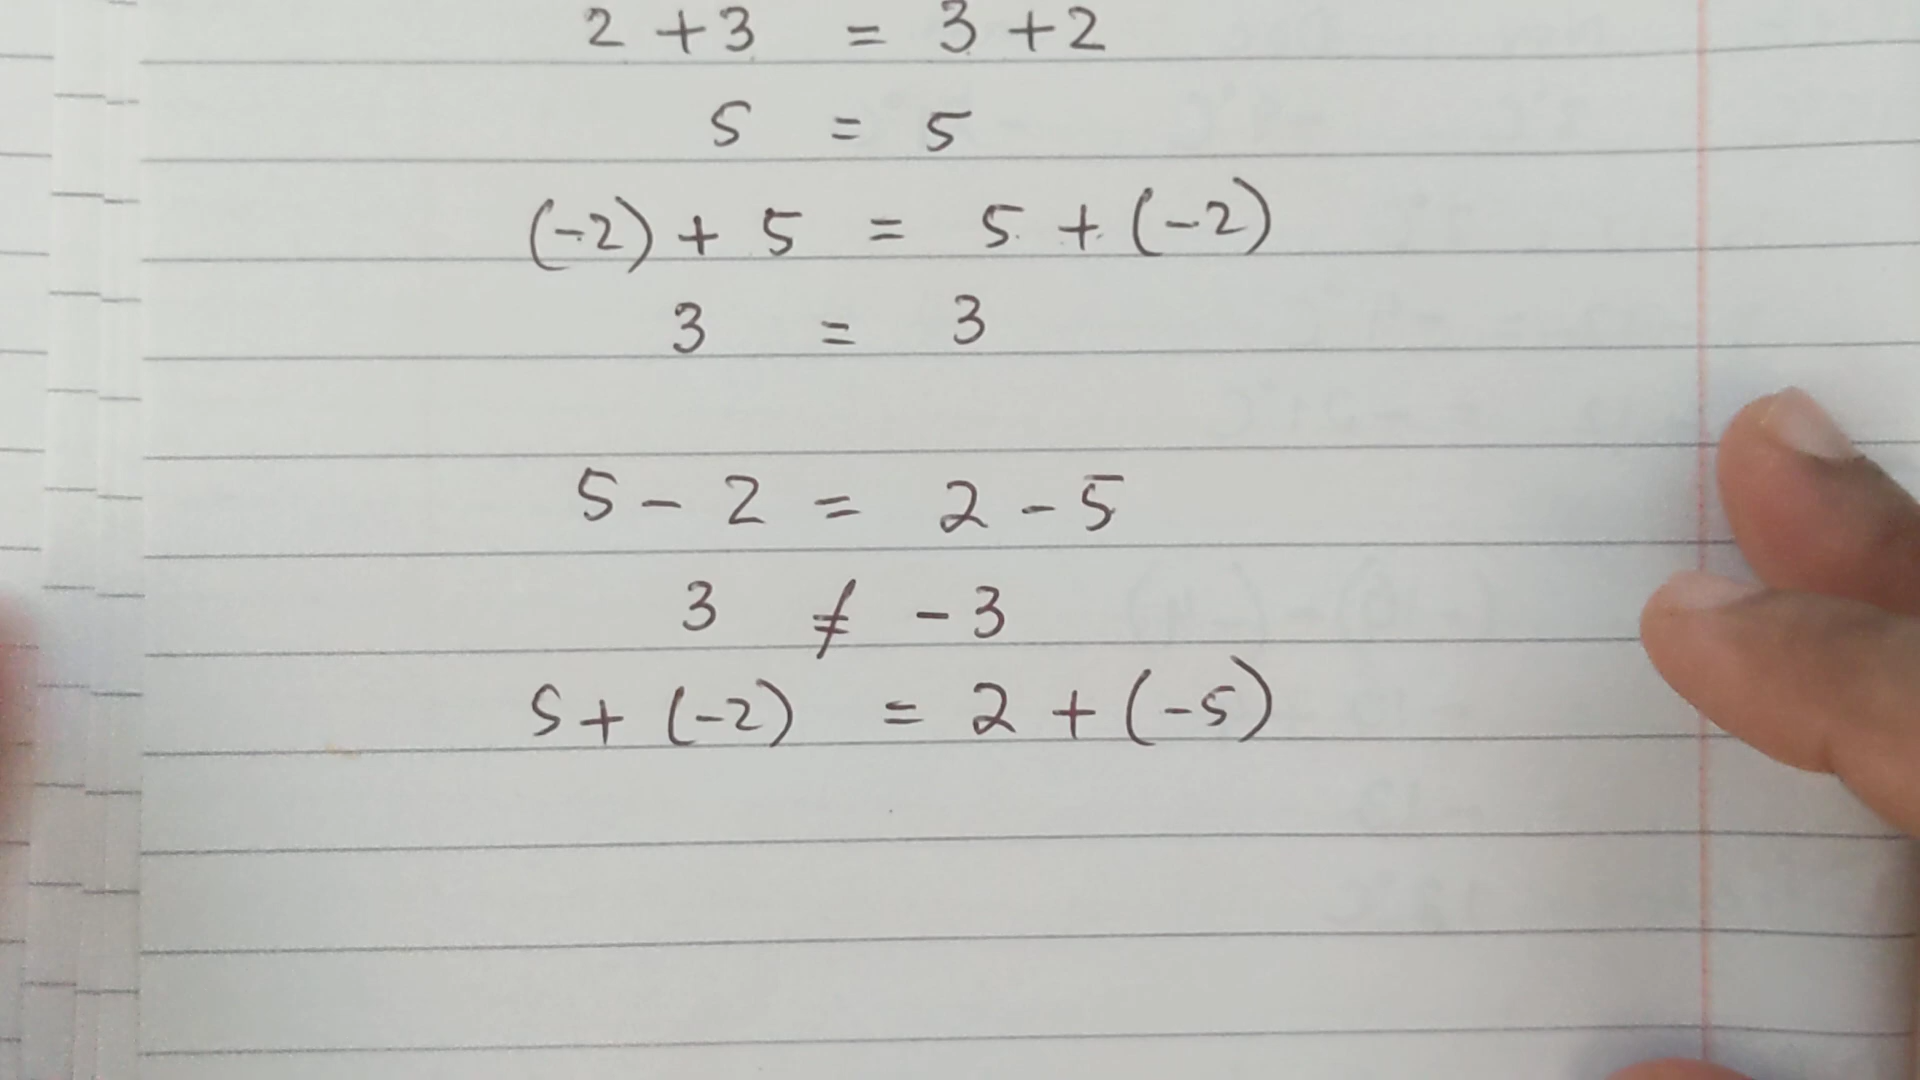 2 + 3 = 3 + 2
5 = 5
(-2) + 5 = 5 + (-2)
3 = 3
5 - 2 = 2 - 5
3 ≠ -3
5 + (-2) = 2 + (-5)